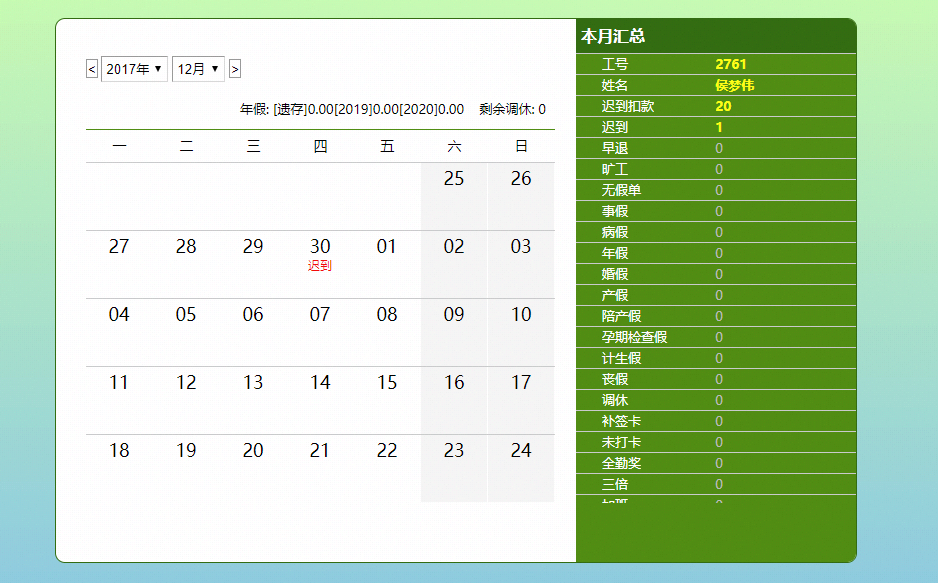 < 2017年 ▼ 12月 ▼ >
年假: [遗存]0.00[2019]0.00[2020]0.00 剩余调休: 0
一 二 三 四 五 六 日
25 26
27 28 29 30 01 02 03
迟到
04 05 06 07 08 09 10
11 12 13 14 15 16 17
18 19 20 21 22 23 24
本月汇总
工号 2761
姓名 侯梦伟
迟到扣款 20
迟到 1
早退 0
旷工 0
无假单 0
事假 0
病假 0
年假 0
婚假 0
产假 0
陪产假 0
孕期检查假 0
计生假 0
丧假 0
调休 0
补签卡 0
未打卡 0
全勤奖 0
三倍 0